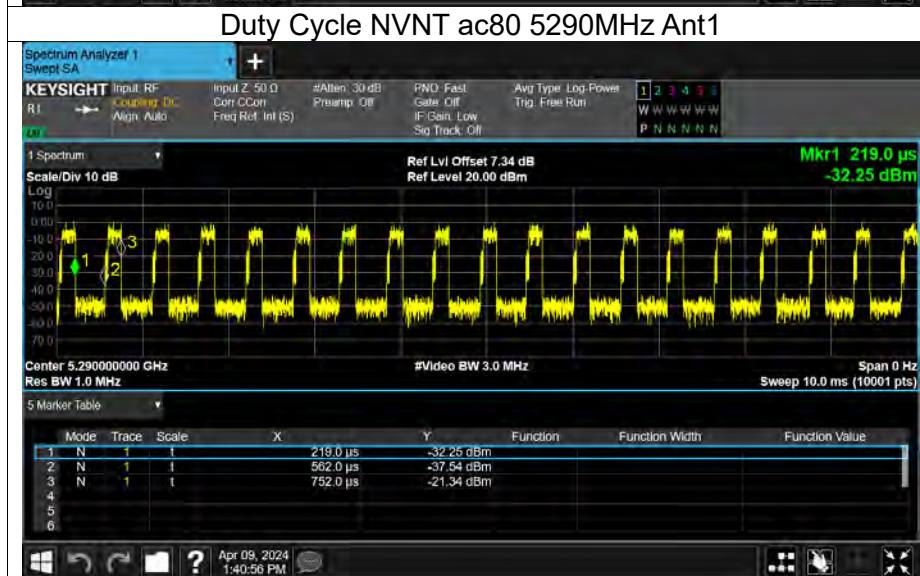 Duty Cycle NVNT ac80 5290MHz Ant1
Spectrum Analyzer 1
Swept SA
+
KEYSIGHT Input: RF Input Z: 50 Ω #Atten: 30 dB PNO: Fast Avg Type: Log-Power 1 2 3 4 5 6
Coupling: DC Corr CCorr Preamp: Off Gate: Off Trig: Free Run W W W W W W
Align: Auto Freq Ref: Int (S) IF Gain: Low P N N N N N
Sig Track: Off
1 Spectrum Ref Lvl Offset 7.34 dB Mkr1 219.0 µs
Scale/Div 10 dB Ref Level 20.00 dBm -32.25 dBm
Log
10.0
0.00
-10.0
-20.0
-30.0
-40.0
-50.0
-60.0
-70.0
1
2
3
Center 5.290000000 GHz #Video BW 3.0 MHz Span 0 Hz
Res BW 1.0 MHz Sweep 10.0 ms (10001 pts)
5 Marker Table
Mode Trace Scale X Y Function Function Width Function Value
1 N 1 t 219.0 µs -32.25 dBm
2 N 1 t 562.0 µs -37.54 dBm
3 N 1 t 752.0 µs -21.34 dBm
4
5
6
? Apr 09, 2024
1:40:56 PM